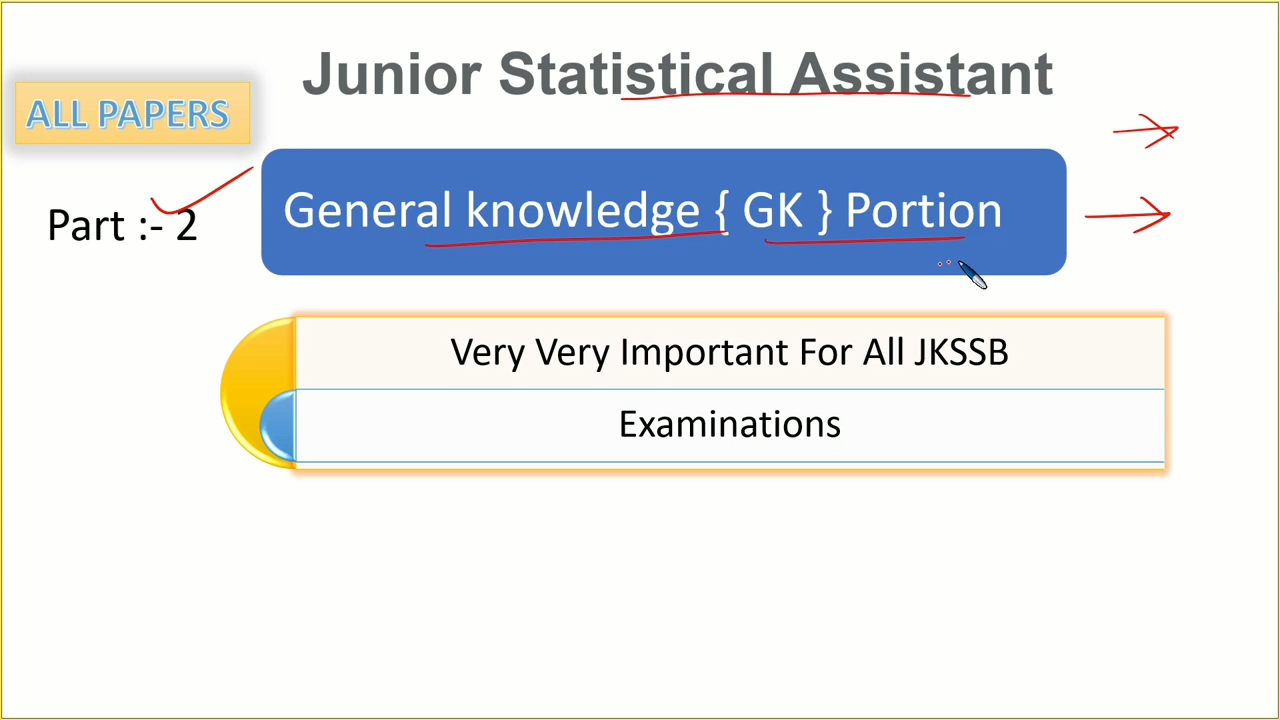 Junior Statistical Assistant
ALL PAPERS
Part :- 2
General knowledge { GK } Portion
Very Very Important For All JKSSB
Examinations